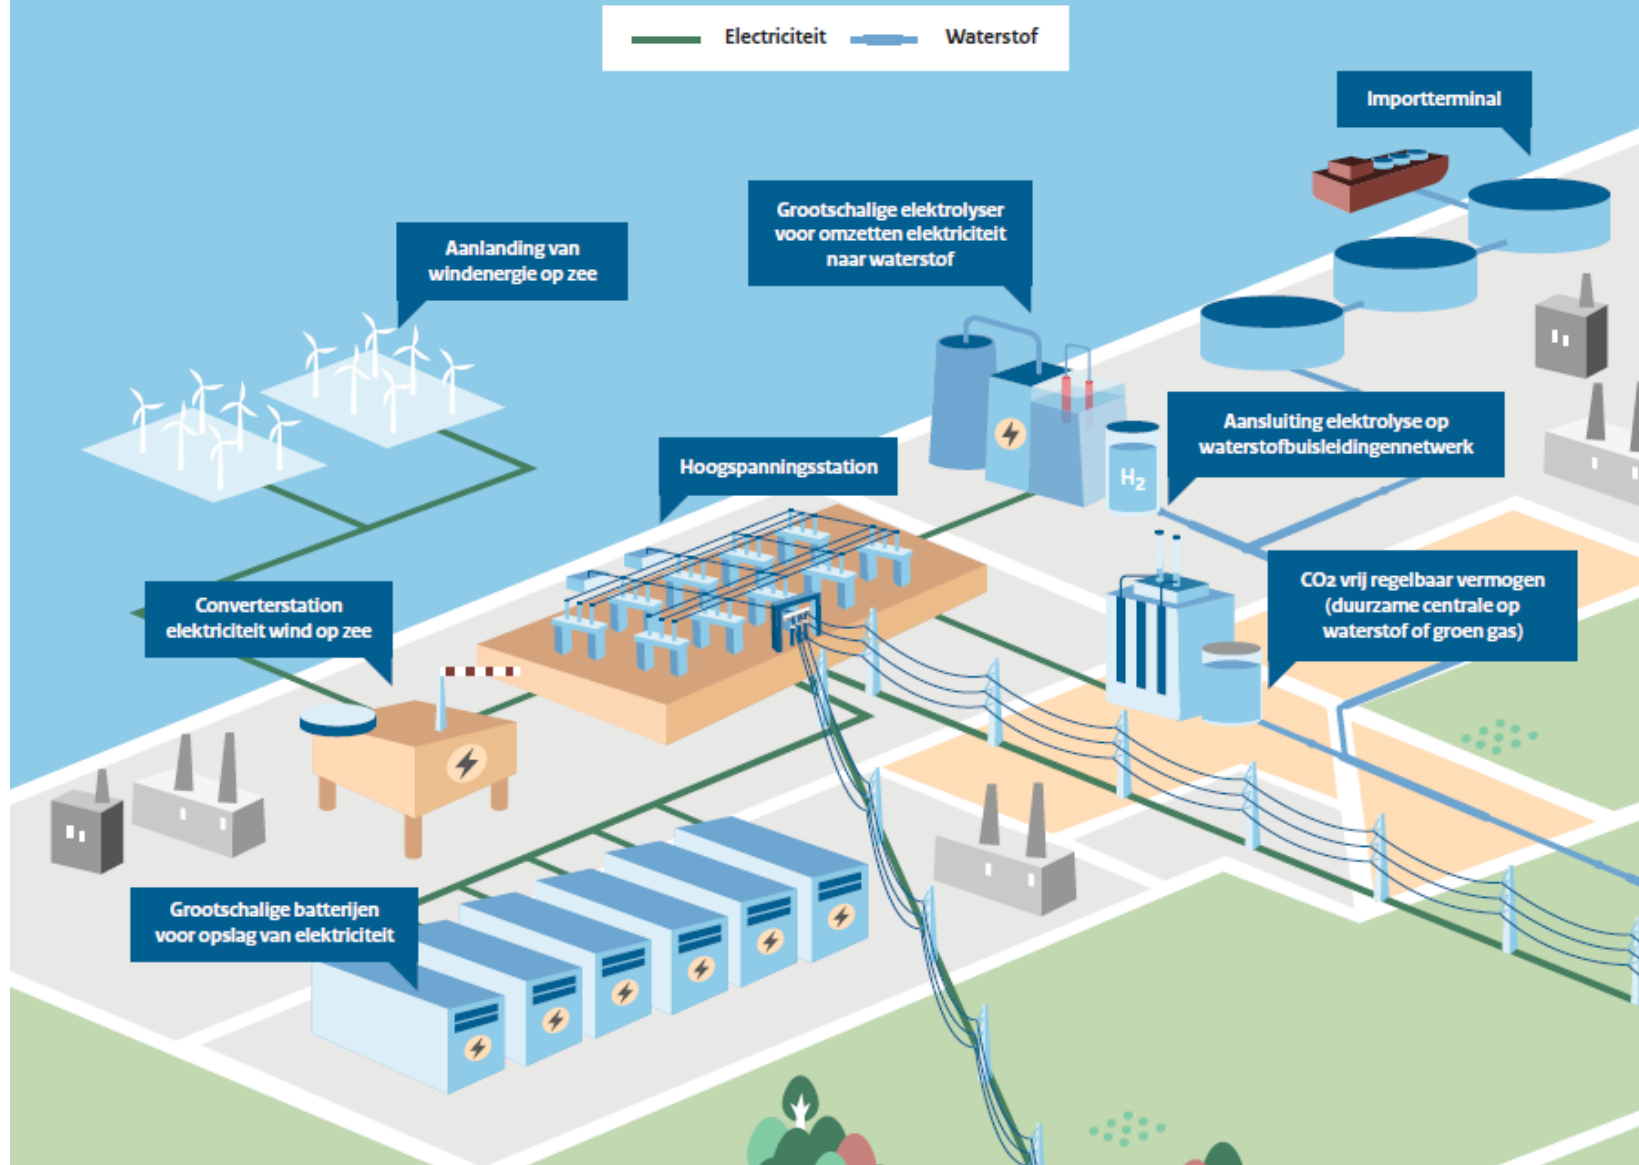 Electriciteit
Waterstof
Importterminal
Grootschalige elektrolyser
voor omzetten elektriciteit
naar waterstof
Aanlanding van
windenergie op zee
Aansluiting elektrolyse op
waterstofbuisleidingennetwerk
Hoogspanningsstation
H2
CO2 vrij regelbaar vermogen
(duurzame centrale op
waterstof of groen gas)
Converterstation
elektriciteit wind op zee
Grootschalige batterijen
voor opslag van elektriciteit